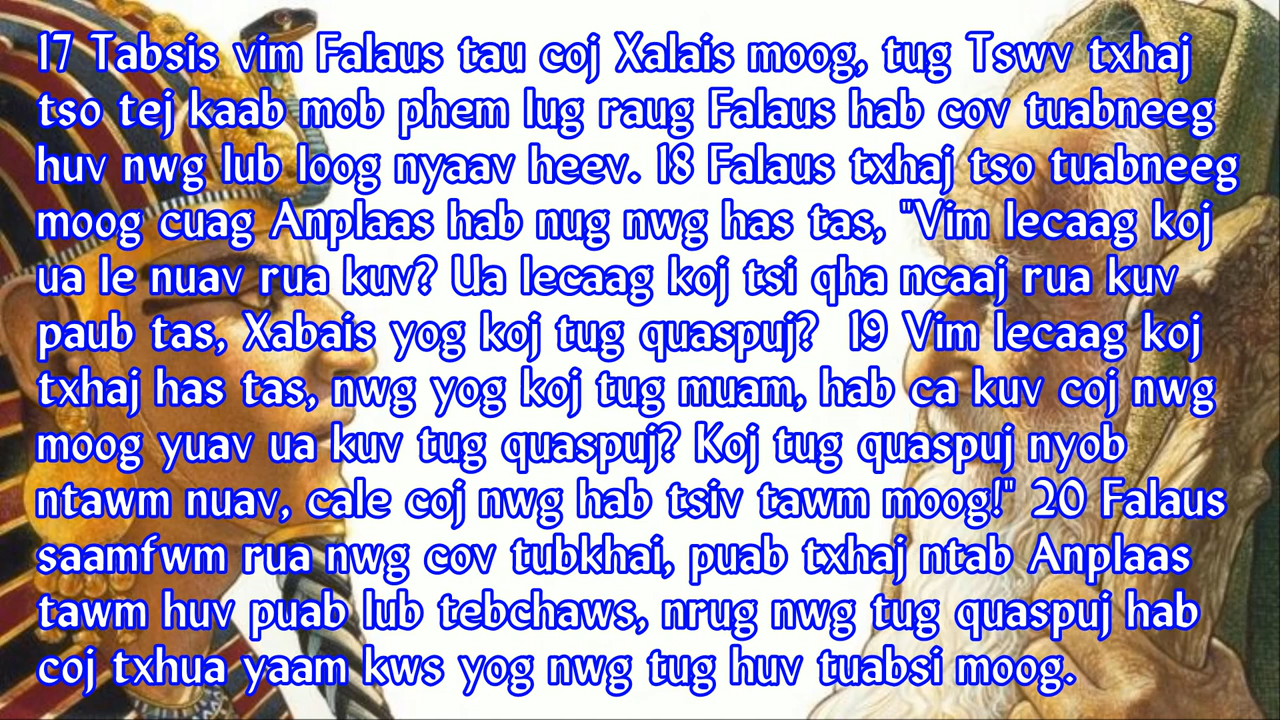 17 Tabsis vim Falaus tau coj Xalais moog, tug Tswv txhaj
tso tej kaab mob phem lug raug Falaus hab cov tuabneeg
huv nwg lub loog nyaav heev. 18 Falaus txhaj tso tuabneeg
moog cuag Anplaas hab nug nwg has tas, "Vim lecaag koj
ua le nuav rua kuv? Ua lecaag koj tsi qha ncaaj rua kuv
paub tas, Xabais yog koj tug quaspuj? 19 Vim lecaag koj
txhaj has tas, nwg yog koj tug muam, hab ca kuv coj nwg
moog yuav ua kuv tug quaspuj? Koj tug quaspuj nyob
ntawm nuav, cale coj nwg hab tsiv tawm moog!" 20 Falaus
saamfwm rua nwg cov tubkhai, puab txhaj ntab Anplaas
tawm huv puab lub tebchaws, nrug nwg tug quaspuj hab
coj txhua yaam kws yog nwg tug huv tuabsi moog.